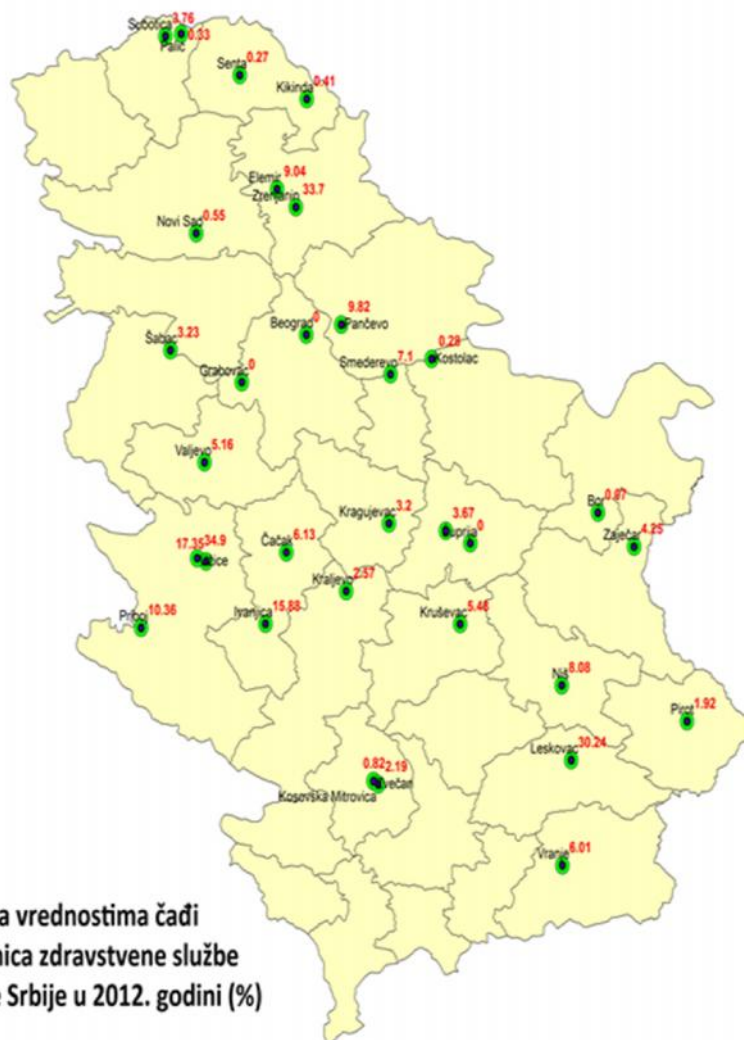 Subotica 3.76
Palić 0.33
Senta 0.27
Kikinda 0.41
Elemir 9.04
Zrenjanin 33.7
Novi Sad 0.55
Beograd 0
9.82
Pančevo
Šabac 3.23
Grabovac 0
Smederevo 7.1
0.28
Kostolac
Valjevo 5.16
Kragujevac 3.2
3.67
0
Bor 0.87
Zaječar 4.25
17.35 34.9
Čačak 6.13
Kraljevo 2.57
Priboj 10.36
Ivanjica 15.88
Kruševac 5.46
Niš 8.08
Pirot 1.92
Leskovac 30.24
0.82 2.19
Kosovska Mitrovica
Vranje 6.01
a vrednostima čađi
nica zdravstvene službe
e Srbije u 2012. godini (%)